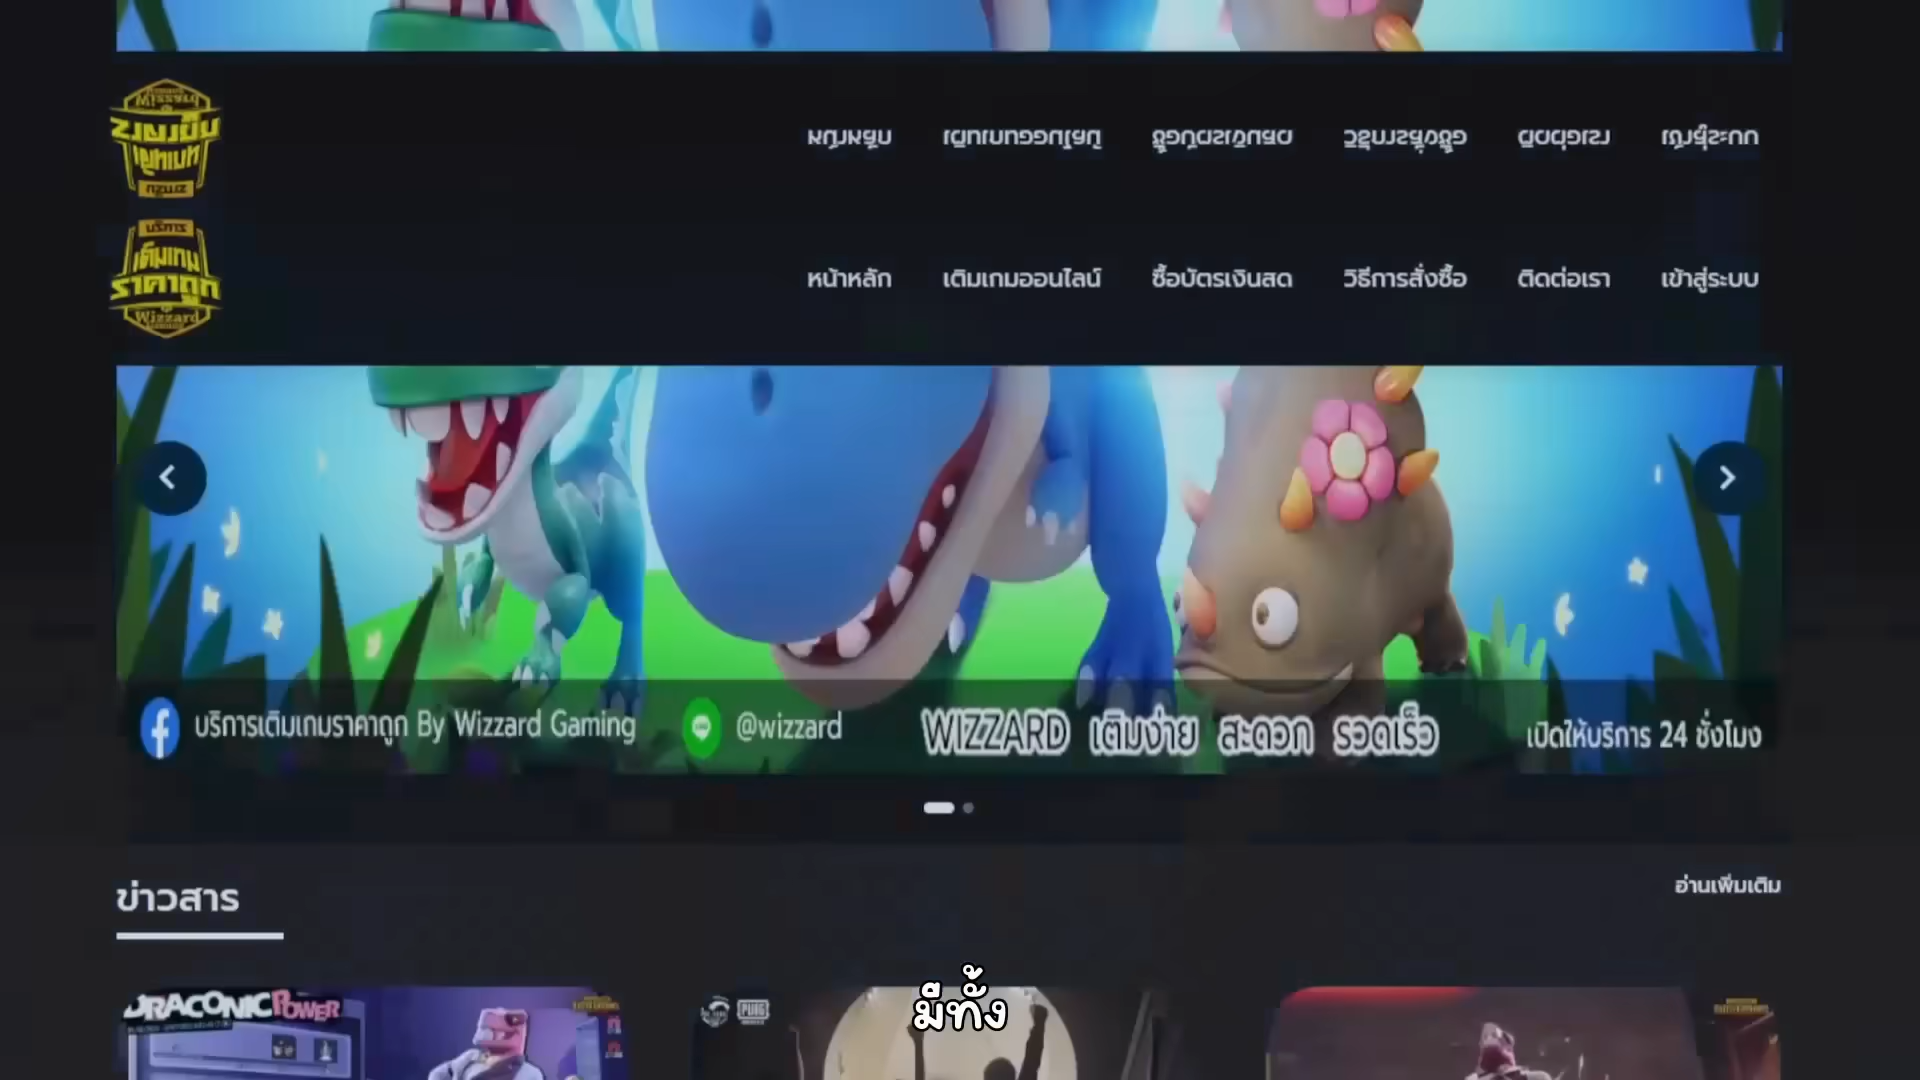 บริการ
เติมเกม
ราคาถูก
Wizzard
หน้าหลัก เติมเกมออนไลน์ ซื้อบัตรเงินสด วิธีการสั่งซื้อ ติดต่อเรา เข้าสู่ระบบ
บริการเติมเกมราคาถูก By Wizzard Gaming @wizzard WIZZARD เติมง่าย สะดวก รวดเร็ว เปิดให้บริการ 24 ชั่งโมง
ข่าวสาร อ่านเพิ่มเติม
DRACONIC POWER
PUBG
มีทั้ง